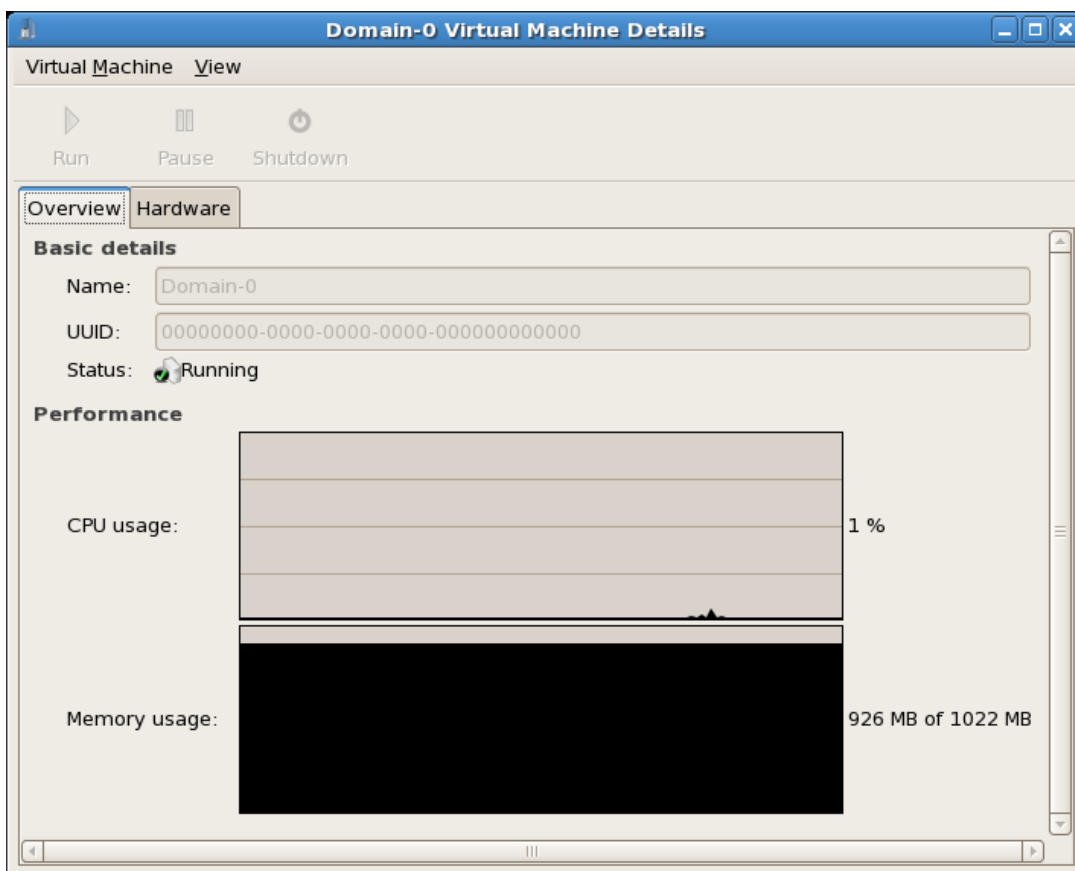 Domain-0 Virtual Machine Details
Virtual Machine View
Run Pause Shutdown
Overview Hardware
Basic details
Name: Domain-0
UUID: 00000000-0000-0000-0000-000000000000
Status: Running
Performance
CPU usage: 1 %
Memory usage: 926 MB of 1022 MB